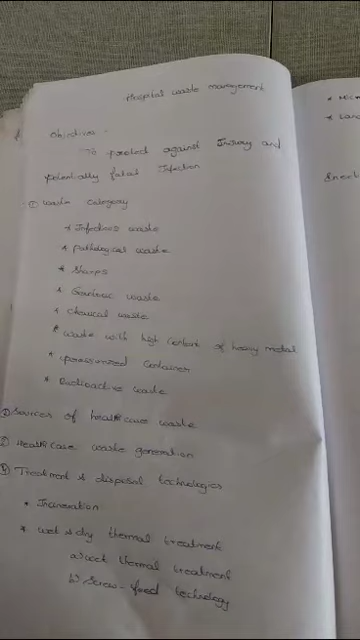 Hospital waste management
Objective -
To protect against Injury and
potentially fatal Infection
① waste category
* Infectious waste
* pathological waste
* sharps
* Genotoxic waste
* chemical waste
* waste with high content of heavy metal
* pressurized container
* Radioactive waste
② Sources of health care waste
③ Health care waste generation
④ Treatment & disposal technologies
* Incineration
* wet & dry thermal treatment
a) wet thermal treatment
b) Screw-feed technology